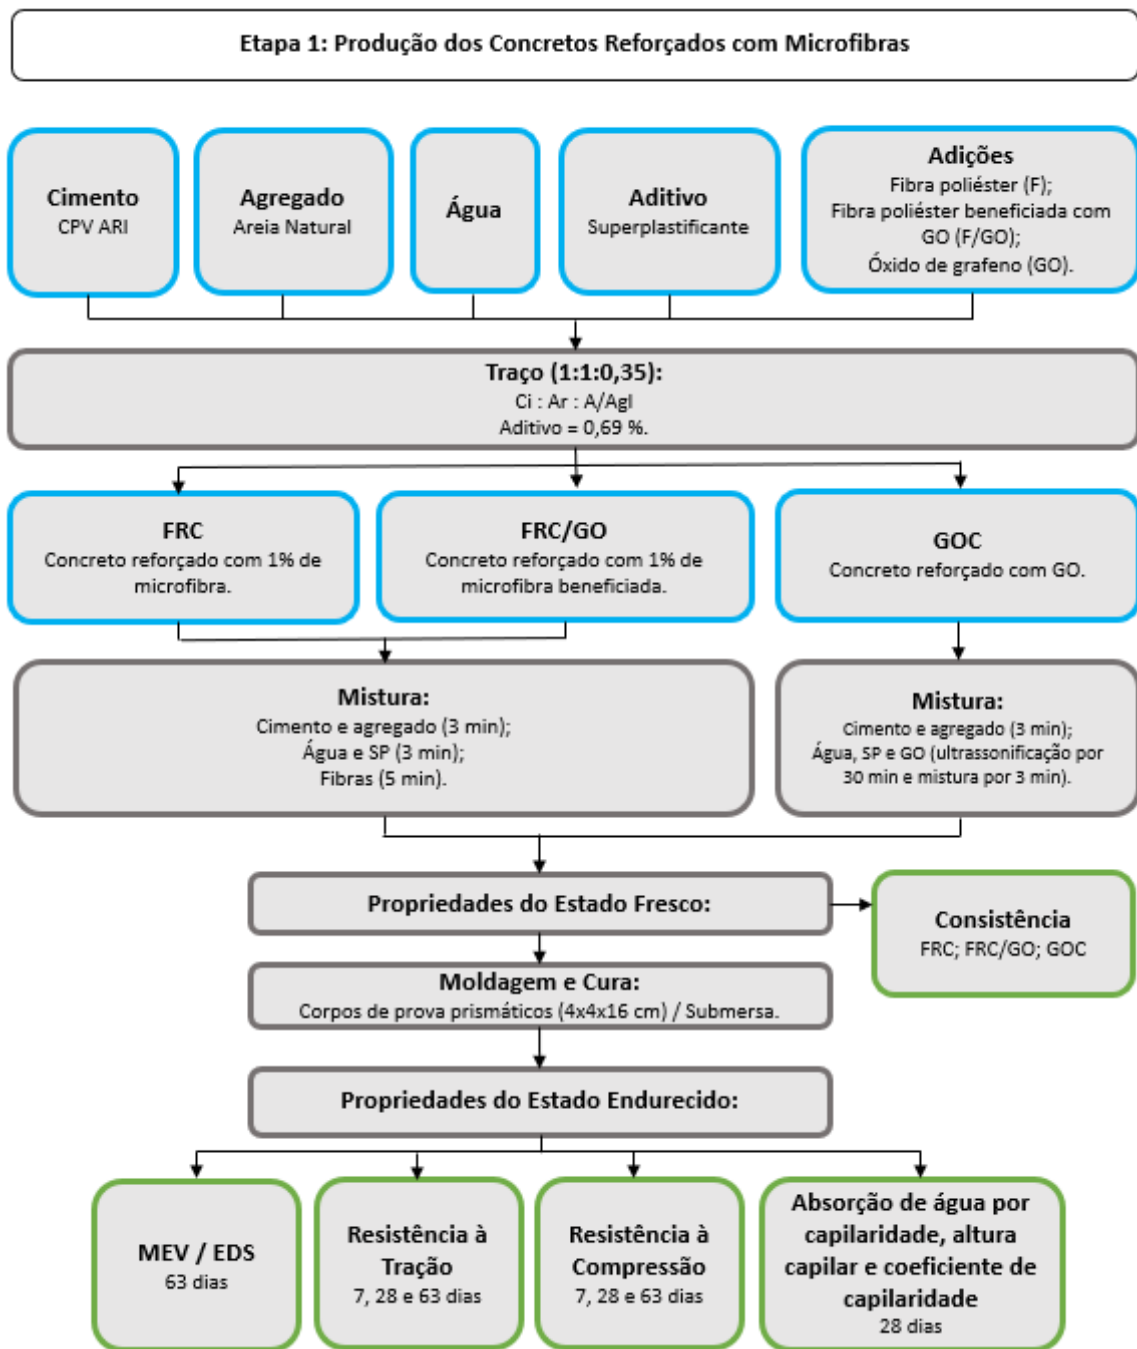 Etapa 1: Produção dos Concretos Reforçados com Microfibras
Cimento
CPV ARI
Agregado
Areia Natural
Água
Aditivo
Superplastificante
Adições
Fibra poliéster (F);
Fibra poliéster beneficiada com
GO (F/GO);
Óxido de grafeno (GO).
Traço (1:1:0,35):
Ci : Ar : A/Agl
Aditivo = 0,69 %.
FRC
Concreto reforçado com 1% de
microfibra.
FRC/GO
Concreto reforçado com 1% de
microfibra beneficiada.
GOC
Concreto reforçado com GO.
Mistura:
Cimento e agregado (3 min);
Água e SP (3 min);
Fibras (5 min).
Mistura:
Cimento e agregado (3 min);
Água, SP e GO (ultrassonificação por
30 min e mistura por 3 min).
Propriedades do Estado Fresco:
Consistência
FRC; FRC/GO; GOC
Moldagem e Cura:
Corpos de prova prismáticos (4x4x16 cm) / Submersa.
Propriedades do Estado Endurecido:
MEV / EDS
63 dias
Resistência à
Tração
7, 28 e 63 dias
Resistência à
Compressão
7, 28 e 63 dias
Absorção de água por
capilaridade, altura
capilar e coeficiente de
capilaridade
28 dias